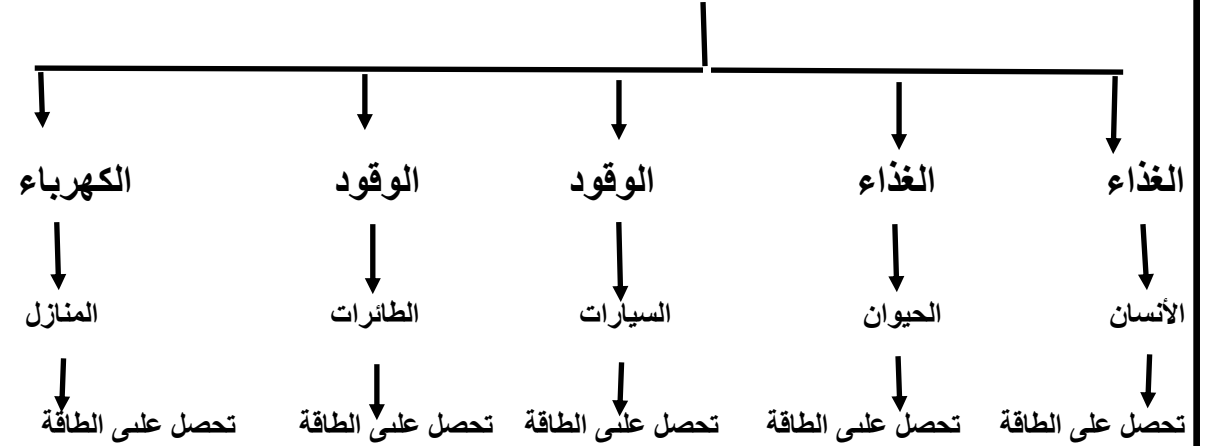 الغذاء الغذاء الوقود الوقود الكهرباء
الأنسان الحيوان السيارات الطائرات المنازل
تحصل على الطاقة تحصل على الطاقة تحصل على الطاقة تحصل على الطاقة تحصل على الطاقة